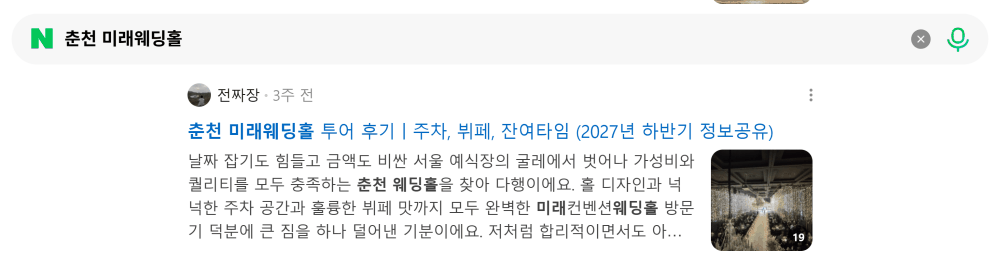 N 춘천 미래웨딩홀
전짜장 · 3주 전
춘천 미래웨딩홀 투어 후기 | 주차, 뷔페, 잔여타임 (2027년 하반기 정보공유)
날짜 잡기도 힘들고 금액도 비싼 서울 예식장의 굴레에서 벗어나 가성비와
퀄리티를 모두 충족하는 춘천 웨딩홀을 찾아 다행이에요. 홀 디자인과 넉
넉한 주차 공간과 훌륭한 뷔페 맛까지 모두 완벽한 미래컨벤션웨딩홀 방문
기 덕분에 큰 짐을 하나 덜어낸 기분이에요. 저처럼 합리적이면서도 아...
19